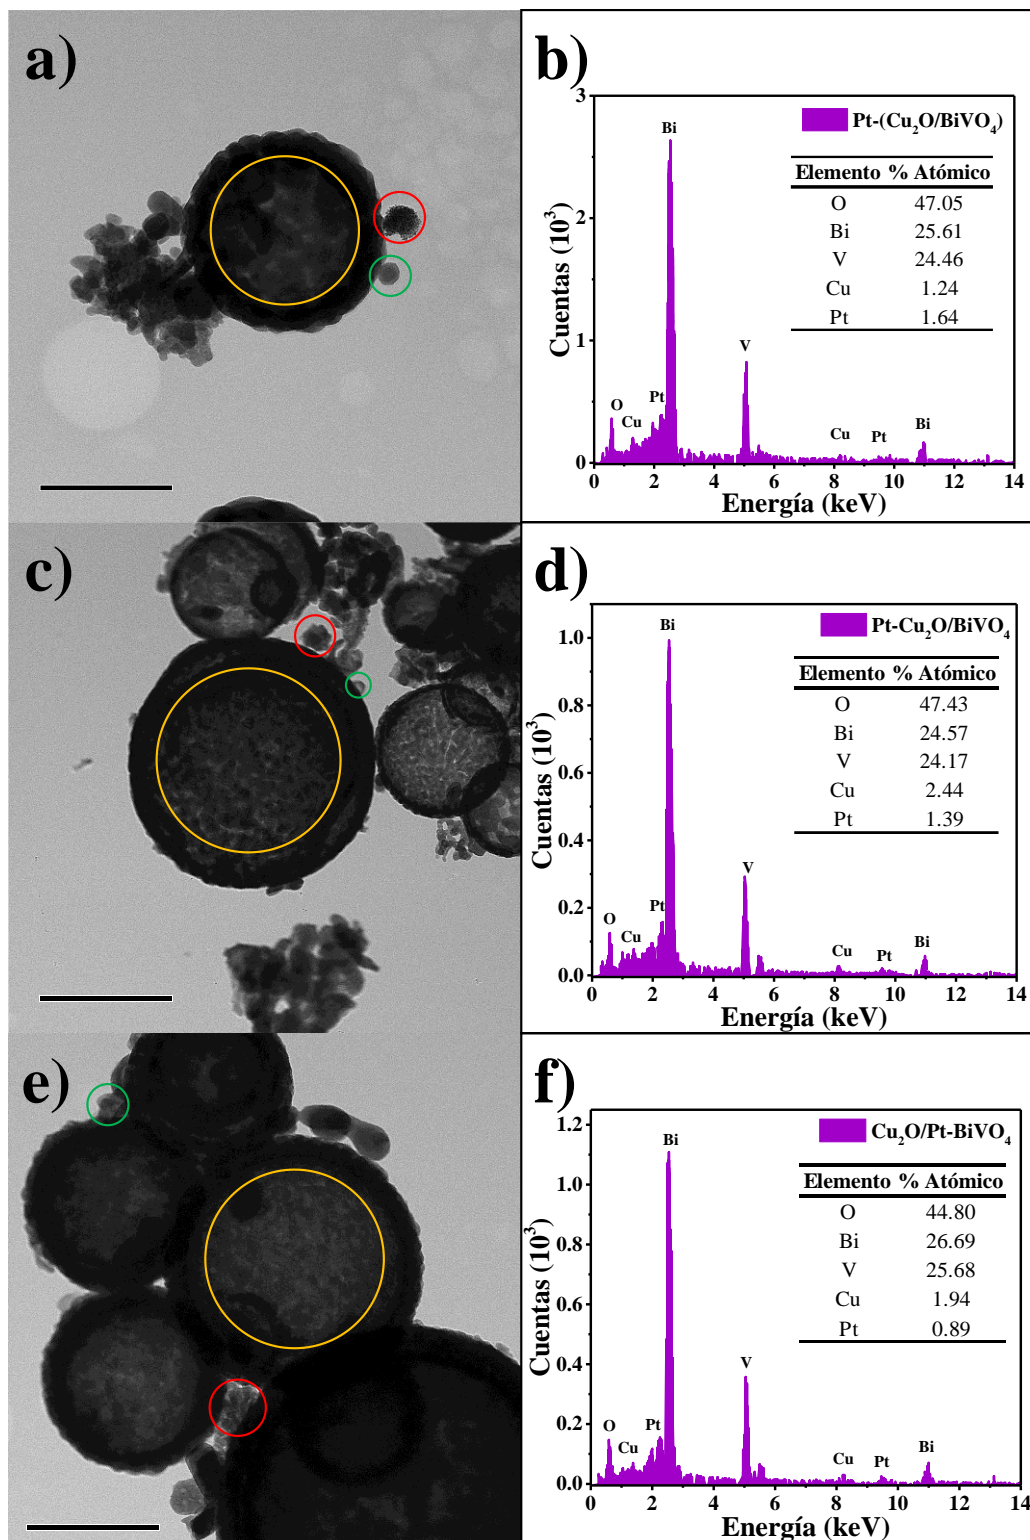 a)
b)
Pt-(Cu₂O/BiVO₄)
Elemento % Atómico
O 47.05
Bi 25.61
V 24.46
Cu 1.24
Pt 1.64
Cuentas (10³)
3
2
1
0
O
Cu
Pt
Bi
V
Cu
Pt
Bi
0 2 4 6 8 10 12 14
Energía (keV)
c)
d)
Pt-Cu₂O/BiVO₄
Elemento % Atómico
O 47.43
Bi 24.57
V 24.17
Cu 2.44
Pt 1.39
Cuentas (10³)
1.0
0.8
0.6
0.4
0.2
0.0
O
Cu
Pt
Bi
V
Cu
Pt
Bi
0 2 4 6 8 10 12 14
Energía (keV)
e)
f)
Cu₂O/Pt-BiVO₄
Elemento % Atómico
O 44.80
Bi 26.69
V 25.68
Cu 1.94
Pt 0.89
Cuentas (10³)
1.2
1.0
0.8
0.6
0.4
0.2
0.0
O
Cu
Pt
Bi
V
Cu
Pt
Bi
0 2 4 6 8 10 12 14
Energía (keV)